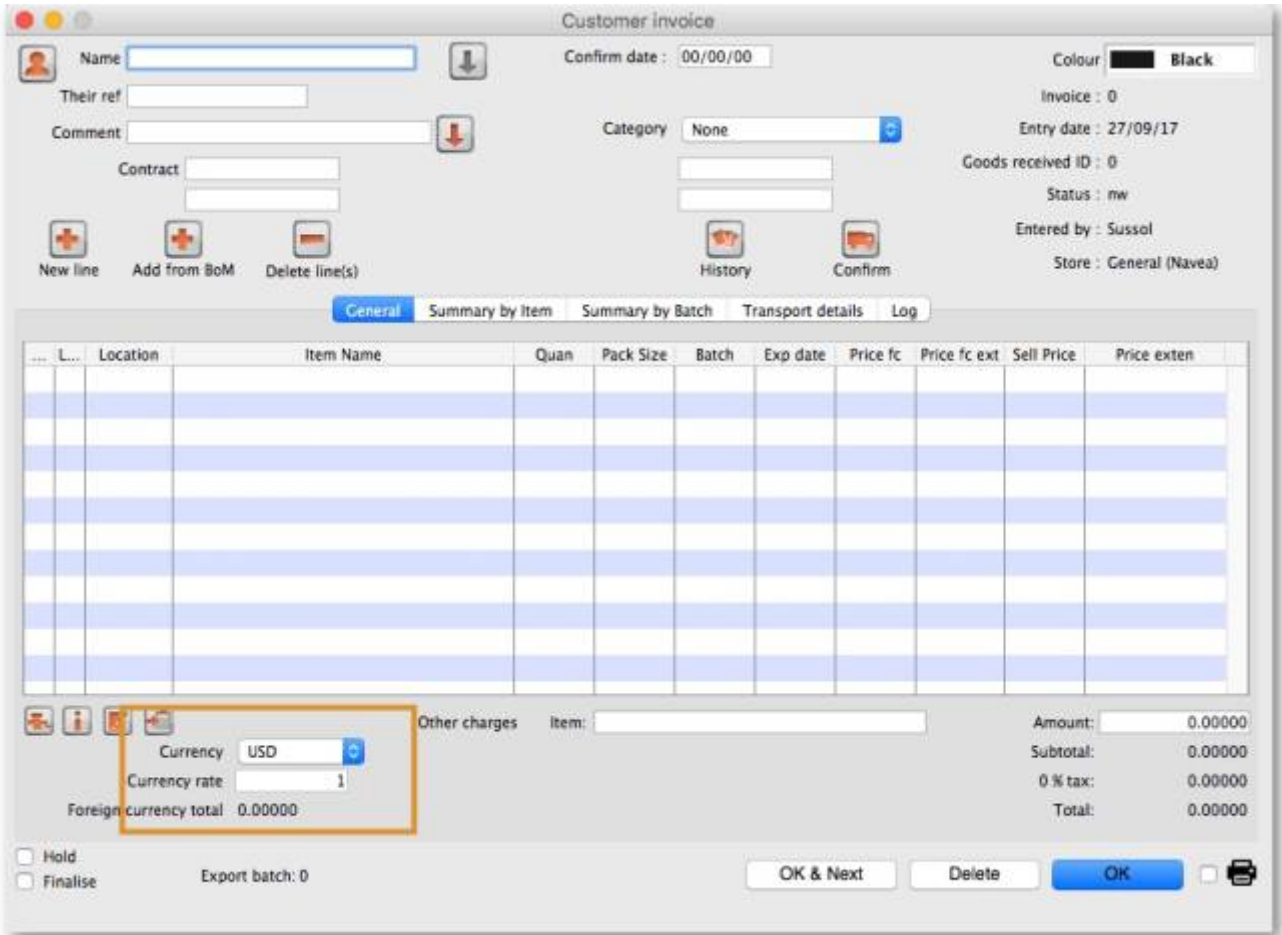 Customer invoice
Name
Confirm date : 00/00/00
Colour Black
Their ref
Invoice : 0
Comment
Category None
Entry date : 27/09/17
Contract
Goods received ID : 0
Status : nw
Entered by : Sussol
New line Add from BoM Delete line(s) History Confirm
Store : General (Navea)
General Summary by Item Summary by Batch Transport details Log
... L... Location Item Name Quan Pack Size Batch Exp date Price fc Price fc ext Sell Price Price exten
Other charges Item: Amount: 0.00000
Currency USD Subtotal: 0.00000
Currency rate 1 0 % tax: 0.00000
Foreign currency total 0.00000 Total: 0.00000
Hold
Finalise Export batch: 0
OK & Next Delete OK